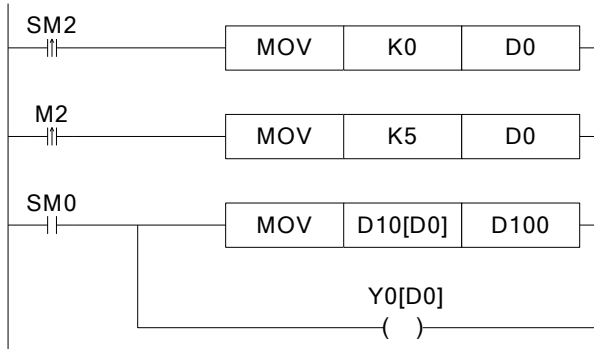 SM2
MOV K0 D0
M2
MOV K5 D0
SM0
MOV D10[D0] D100
Y0[D0]
( )